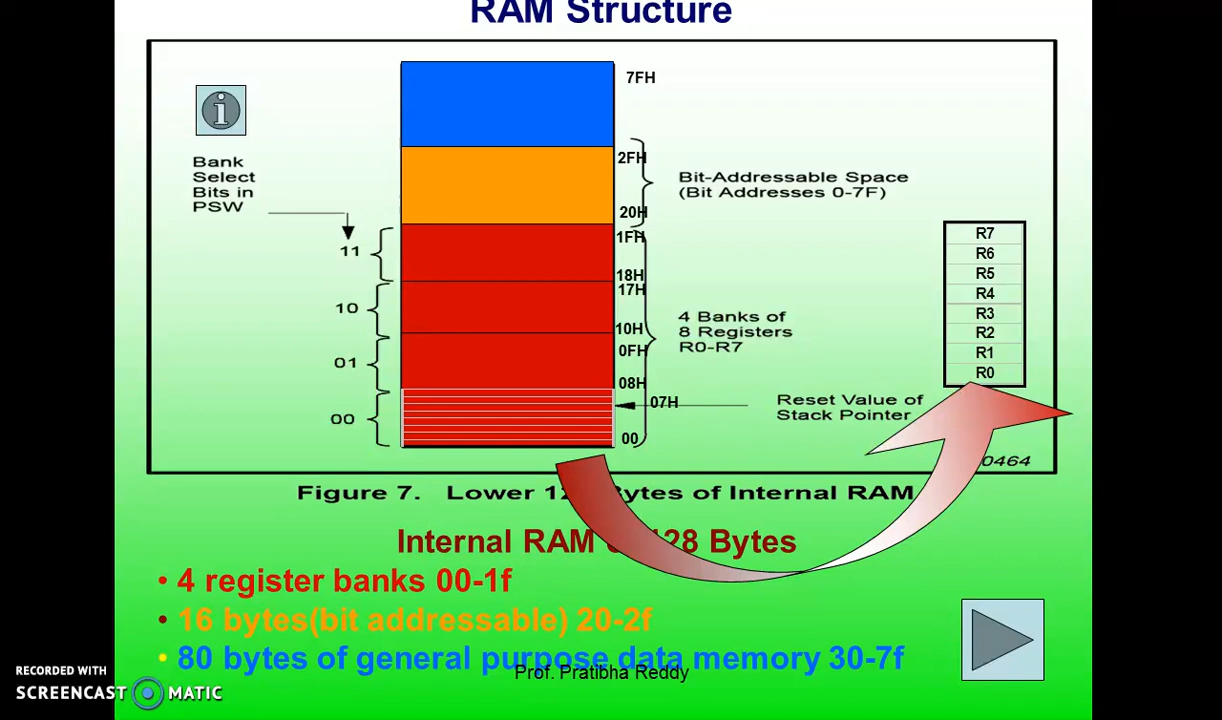 RAM Structure
7FH
Bank
Select
Bits in
PSW
2FH
Bit-Addressable Space
(Bit Addresses 0-7F)
20H
1FH
11
18H
17H
10
10H
4 Banks of
8 Registers
R0-R7
0FH
01
08H
07H
Reset Value of
Stack Pointer
00
00
R7
R6
R5
R4
R3
R2
R1
R0
0464
Figure 7. Lower 12 Bytes of Internal RAM
Internal RAM 128 Bytes
• 4 register banks 00-1f
• 16 bytes(bit addressable) 20-2f
• 80 bytes of general purpose data memory 30-7f
Prof. Pratibha Reddy
RECORDED WITH
SCREENCAST MATIC